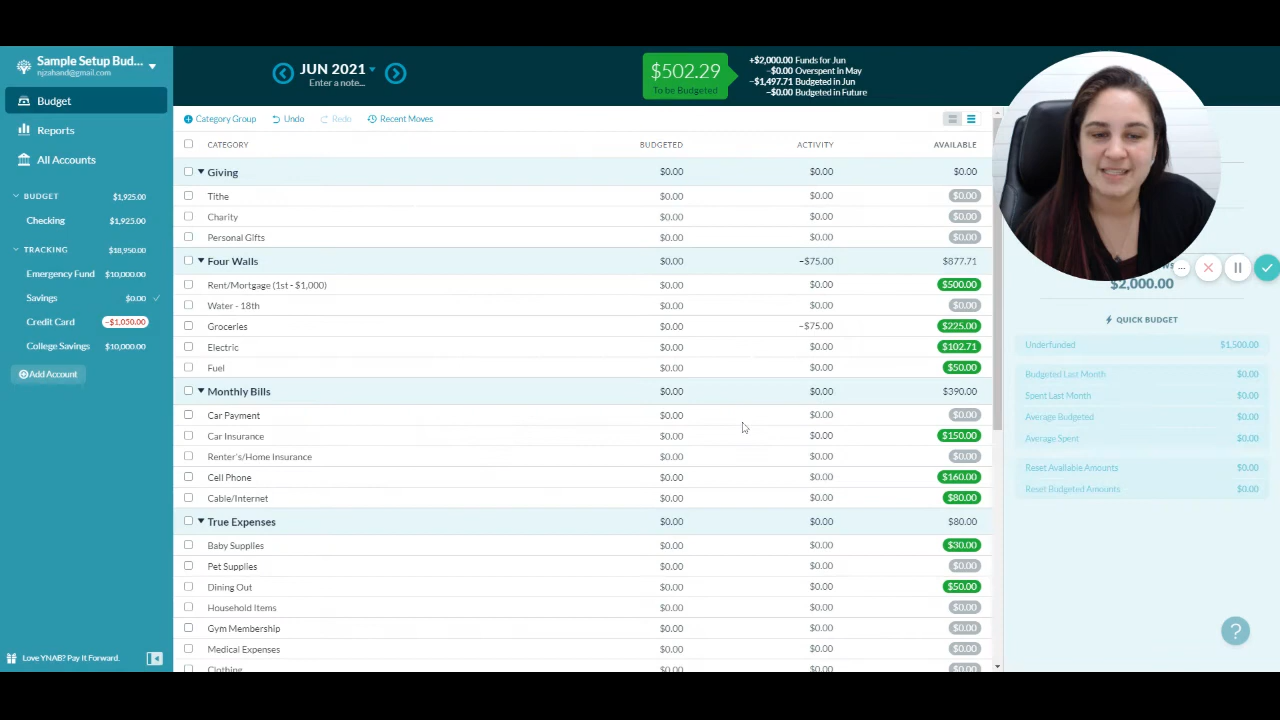 Sample Setup Bud...
njzahand@gmail.com
Budget
Reports
All Accounts
BUDGET $1,925.00
Checking $1,925.00
TRACKING $18,950.00
Emergency Fund $10,000.00
Savings $0.00
Credit Card −$1,050.00
College Savings $10,000.00
Add Account
Love YNAB? Pay It Forward.
JUN 2021
Enter a note...
$502.29
To be Budgeted
+$2,000.00 Funds for Jun
−$0.00 Overspent in May
−$1,497.71 Budgeted in Jun
−$0.00 Budgeted in Future
Category Group Undo Redo Recent Moves
CATEGORY BUDGETED ACTIVITY AVAILABLE
Giving $0.00 $0.00 $0.00
Tithe $0.00 $0.00 $0.00
Charity $0.00 $0.00 $0.00
Personal Gifts $0.00 $0.00 $0.00
Four Walls $0.00 −$75.00 $877.71
Rent/Mortgage (1st - $1,000) $0.00 $0.00 $500.00
Water - 18th $0.00 $0.00 $0.00
Groceries $0.00 −$75.00 $225.00
Electric $0.00 $0.00 $102.71
Fuel $0.00 $0.00 $50.00
Monthly Bills $0.00 $0.00 $390.00
Car Payment $0.00 $0.00 $0.00
Car Insurance $0.00 $0.00 $150.00
Renter's/Home Insurance $0.00 $0.00 $0.00
Cell Phone $0.00 $0.00 $160.00
Cable/Internet $0.00 $0.00 $80.00
True Expenses $0.00 $0.00 $80.00
Baby Supplies $0.00 $0.00 $30.00
Pet Supplies $0.00 $0.00 $0.00
Dining Out $0.00 $0.00 $50.00
Household Items $0.00 $0.00 $0.00
Gym Membership $0.00 $0.00 $0.00
Medical Expenses $0.00 $0.00 $0.00
Clothing $0.00 $0.00 $0.00
$2,000.00
QUICK BUDGET
Underfunded $1,500.00
Budgeted Last Month $0.00
Spent Last Month $0.00
Average Budgeted $0.00
Average Spent $0.00
Reset Available Amounts $0.00
Reset Budgeted Amounts $0.00
?